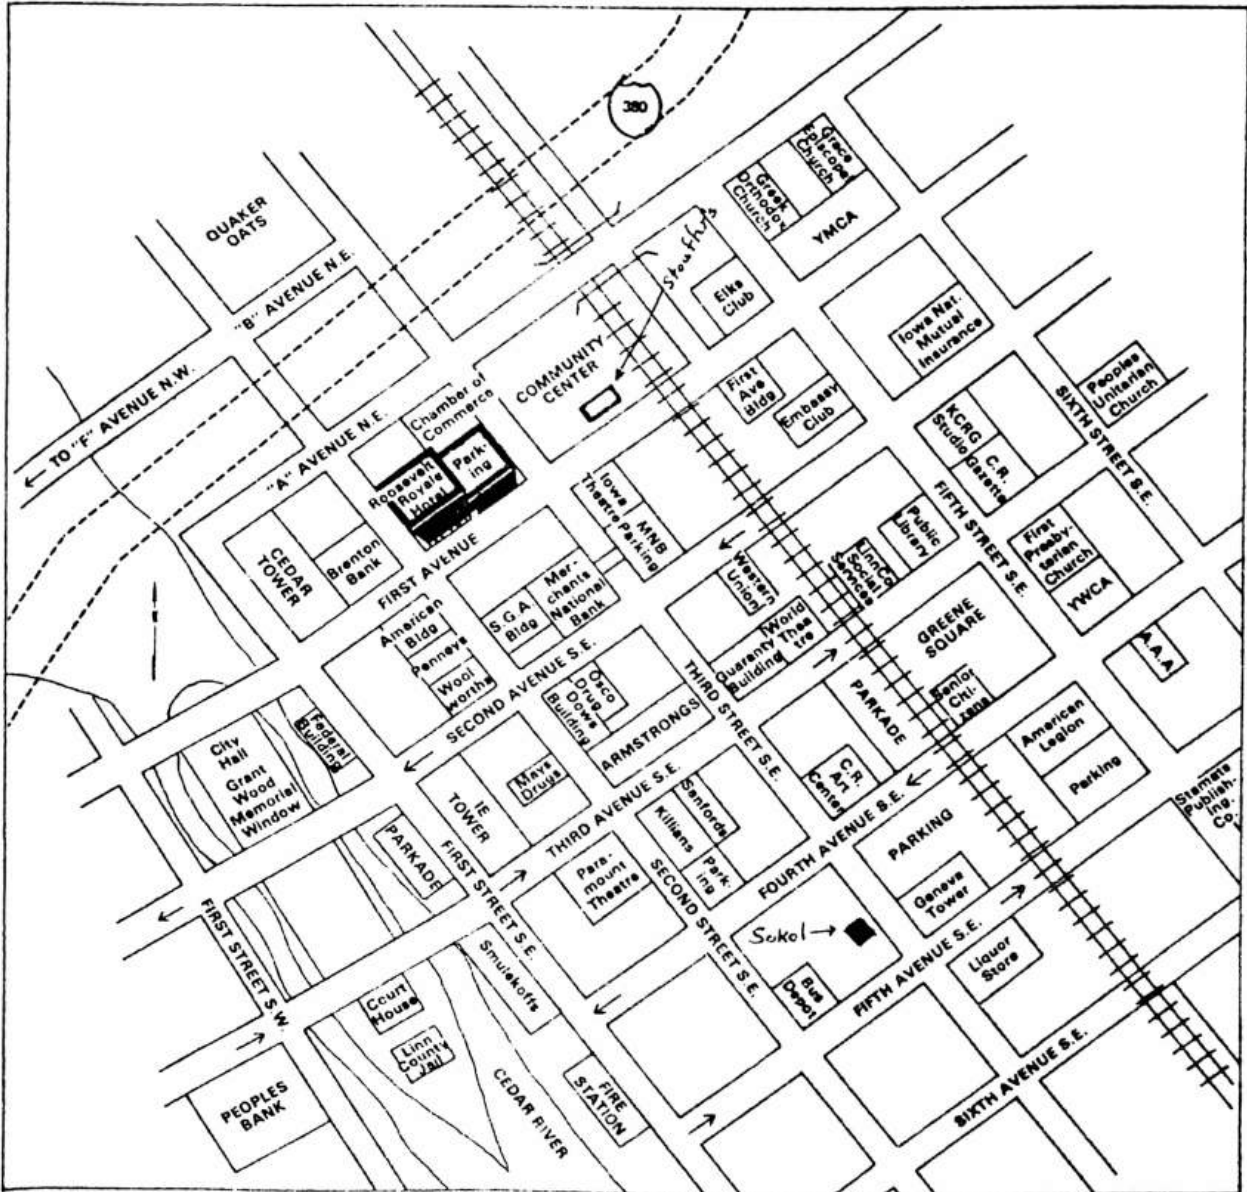 380
QUAKER
OATS
"B" AVENUE N.E.
← TO "F" AVENUE N.W.
"A" AVENUE N.E.
Grace
Episcopal
Church
Greek
Orthodox
Church
YMCA
Elks
Club
Iowa Nat.
Mutual
Insurance
COMMUNITY
CENTER
Chamber of
Commerce
Roosevelt
Royale
Hotel
Park-
ing
First
Ave
Bldg
Embassy
Club
Peoples
Unitarian
Church
SIXTH STREET S.E.
KCRG
Studio
C.R.
Gazette
FIFTH STREET S.E.
CEDAR
TOWER
Brenton
Bank
FIRST AVENUE
Iowa
Theatre
Parking
MNB
Public
Library
Linn Co
Social
Services
First
Presby-
terian
Church
YWCA
American
Bldg
Penneys
Wool
worths
S.G.A.
Bldg
Mer-
chants
National
Bank
Western
Union
World
Thea
tre
Guaranty
Building
GREENE
SQUARE
A.A.A.
SECOND AVENUE S.E.
Osco
Drug
Dows
Building
ARMSTRONGS
THIRD STREET S.E.
PARKADE
Senior
Citi-
zens
American
Legion
Parking
Federal
Building
City
Hall
Grant
Wood
Memorial
Window
IE
TOWER
Mays
Drugs
THIRD AVENUE S.E.
C.R.
Art
Center
Stamats
Publish-
ing.
Co.
PARKADE
FIRST STREET S.E.
Para-
mount
Theatre
Killians
Sanfords
Park-
ing
SECOND STREET S.E.
FOURTH AVENUE S.E.
PARKING
Geneva
Tower
FIRST STREET S.W.
Smulekoffs
Sokol →
Bus
Depot
FIFTH AVENUE S.E.
Liquor
Store
Court
House
Linn
County
Jail
CEDAR RIVER
FIRE
STATION
SIXTH AVENUE S.E.
PEOPLES
BANK